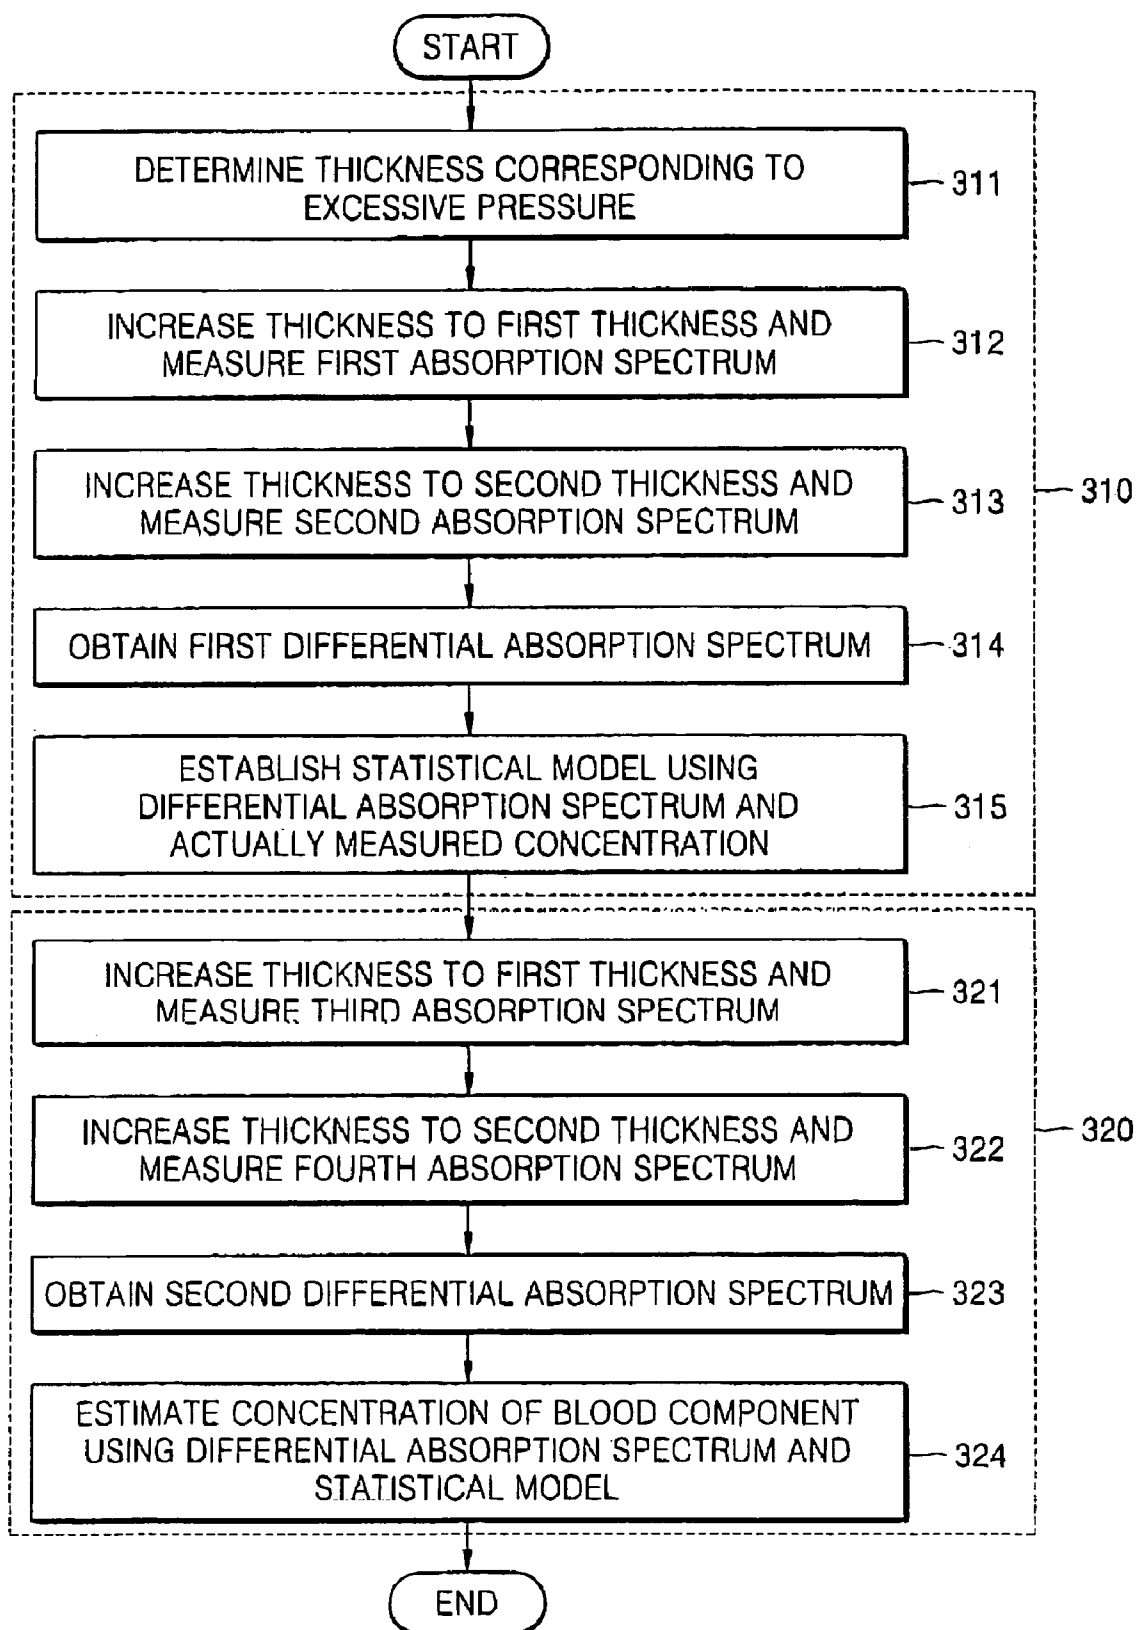 START
DETERMINE THICKNESS CORRESPONDING TO
EXCESSIVE PRESSURE
311
INCREASE THICKNESS TO FIRST THICKNESS AND
MEASURE FIRST ABSORPTION SPECTRUM
312
INCREASE THICKNESS TO SECOND THICKNESS AND
MEASURE SECOND ABSORPTION SPECTRUM
313
310
OBTAIN FIRST DIFFERENTIAL ABSORPTION SPECTRUM
314
ESTABLISH STATISTICAL MODEL USING
DIFFERENTIAL ABSORPTION SPECTRUM AND
ACTUALLY MEASURED CONCENTRATION
315
INCREASE THICKNESS TO FIRST THICKNESS AND
MEASURE THIRD ABSORPTION SPECTRUM
321
INCREASE THICKNESS TO SECOND THICKNESS AND
MEASURE FOURTH ABSORPTION SPECTRUM
322
320
OBTAIN SECOND DIFFERENTIAL ABSORPTION SPECTRUM
323
ESTIMATE CONCENTRATION OF BLOOD COMPONENT
USING DIFFERENTIAL ABSORPTION SPECTRUM AND
STATISTICAL MODEL
324
END